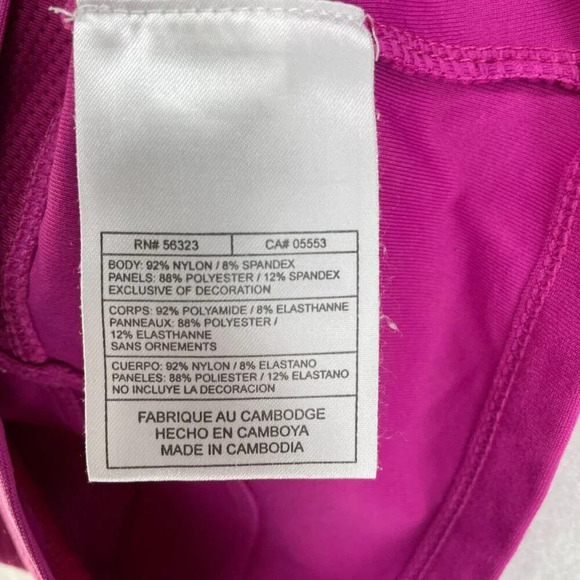 RN# 56323 CA# 05553
BODY: 92% NYLON / 8% SPANDEX
PANELS: 88% POLYESTER / 12% SPANDEX
EXCLUSIVE OF DECORATION
CORPS: 92% POLYAMIDE / 8% ELASTHANNE
PANNEAUX: 88% POLYESTER /
12% ELASTHANNE
SANS ORNEMENTS
CUERPO: 92% NYLON / 8% ELASTANO
PANELES: 88% POLIESTER / 12% ELASTANO
NO INCLUYE LA DECORACION
FABRIQUE AU CAMBODGE
HECHO EN CAMBOYA
MADE IN CAMBODIA